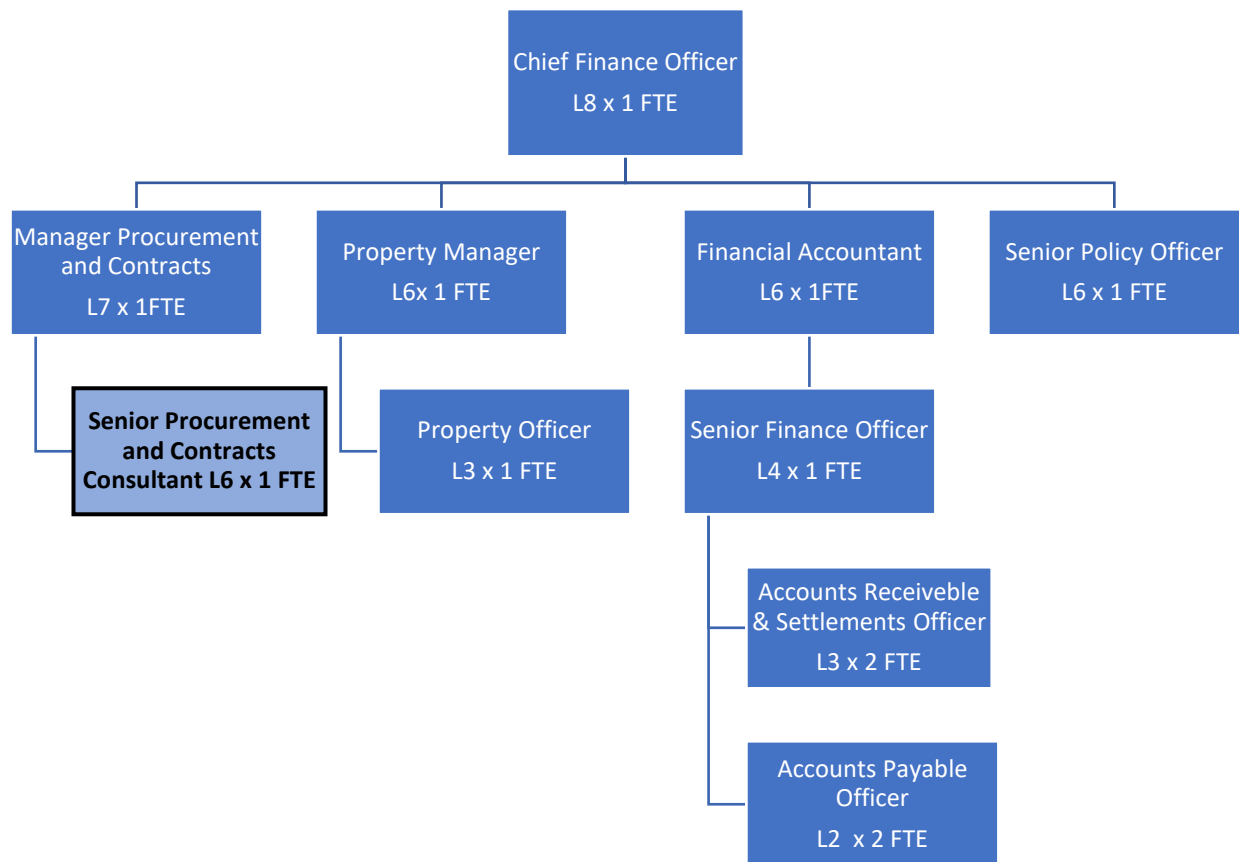 Chief Finance Officer
L8 x 1 FTE
Manager Procurement
and Contracts
L7 x 1FTE
Property Manager
L6x 1 FTE
Financial Accountant
L6 x 1FTE
Senior Policy Officer
L6 x 1 FTE
Senior Procurement
and Contracts
Consultant L6 x 1 FTE
Property Officer
L3 x 1 FTE
Senior Finance Officer
L4 x 1 FTE
Accounts Receiveble
& Settlements Officer
L3 x 2 FTE
Accounts Payable
Officer
L2  x 2 FTE